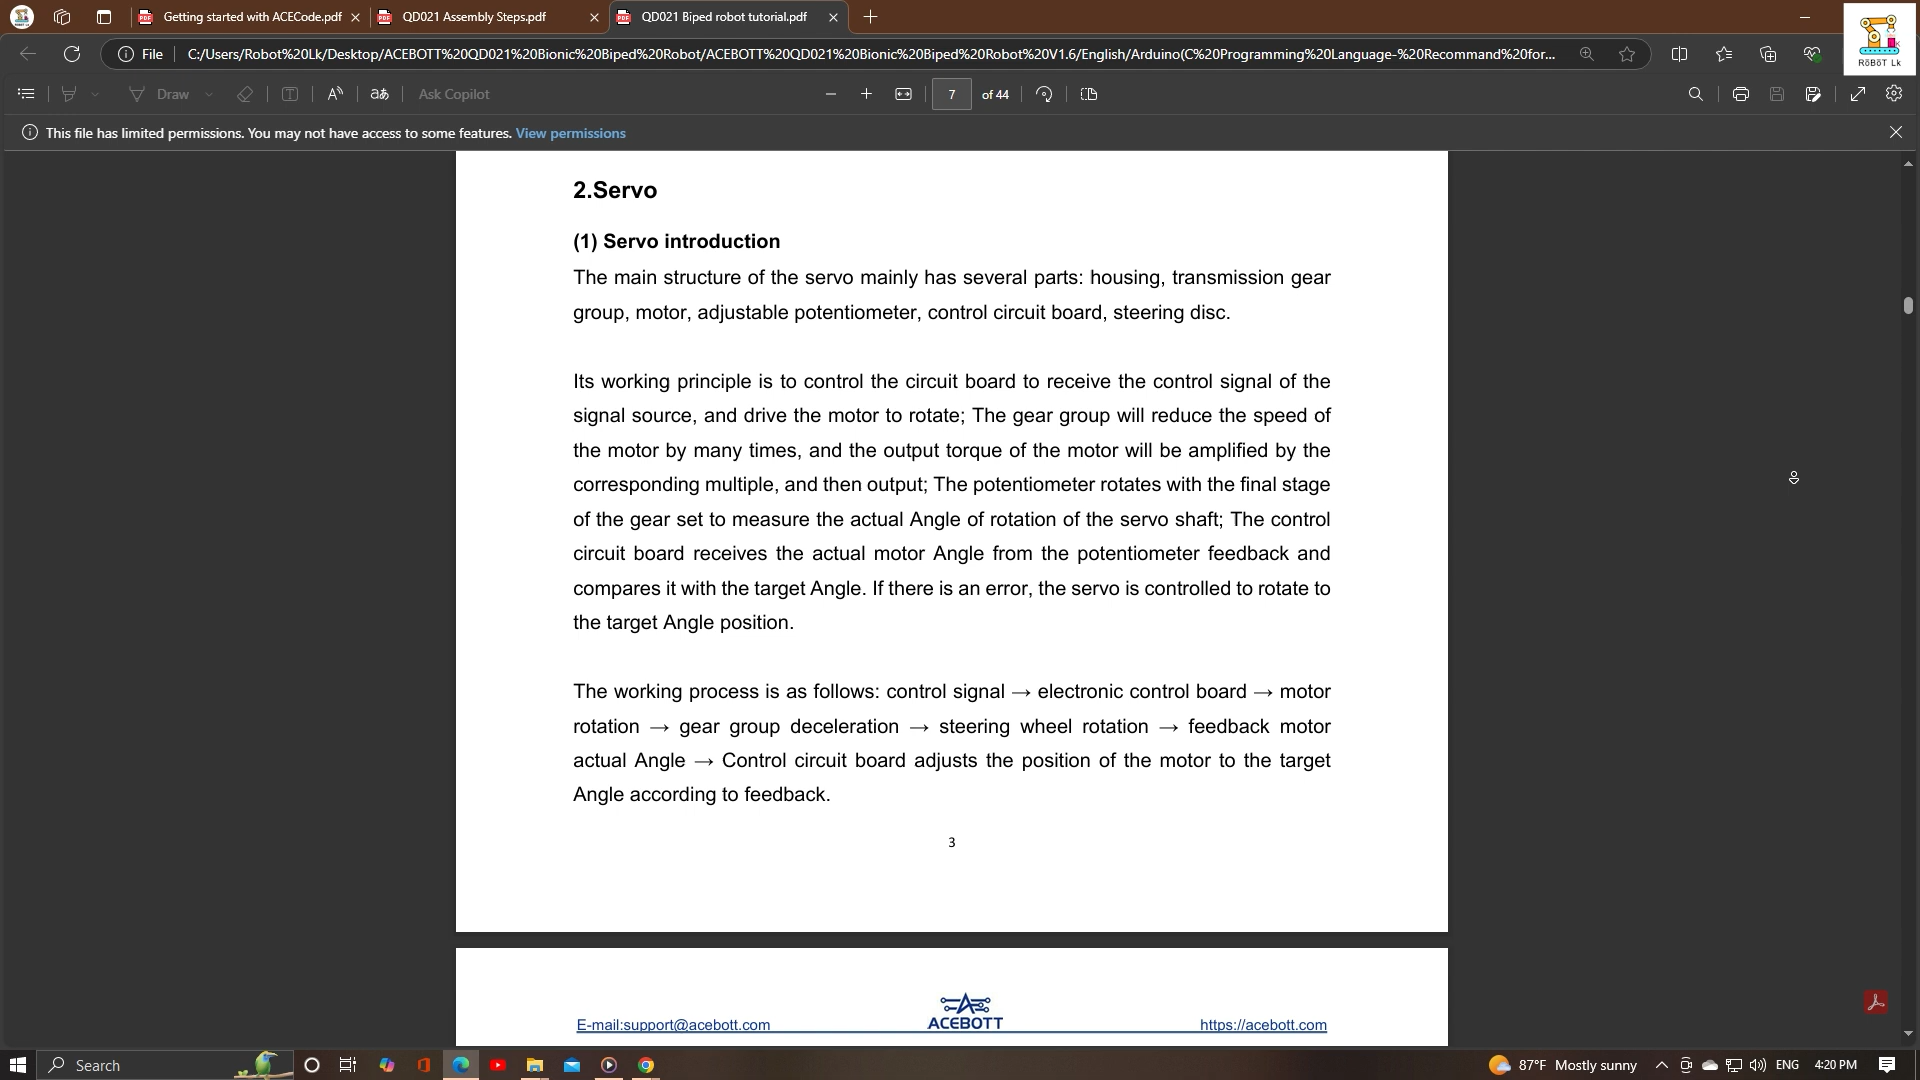 Getting started with ACECode.pdf
QD021 Assembly Steps.pdf
QD021 Biped robot tutorial.pdf
File
C:/Users/Robot%20Lk/Desktop/ACEBOTT%20QD021%20Bionic%20Biped%20Robot/ACEBOTT%20QD021%20Bionic%20Biped%20Robot%20V1.6/English/Arduino(C%20Programming%20Language-%20Recommand%20for...
RöBöT Lk
Draw
Ask Copilot
7
of 44
This file has limited permissions. You may not have access to some features. View permissions
2.Servo
(1) Servo introduction
The main structure of the servo mainly has several parts: housing, transmission gear
group, motor, adjustable potentiometer, control circuit board, steering disc.
Its working principle is to control the circuit board to receive the control signal of the
signal source, and drive the motor to rotate; The gear group will reduce the speed of
the motor by many times, and the output torque of the motor will be amplified by the
corresponding multiple, and then output; The potentiometer rotates with the final stage
of the gear set to measure the actual Angle of rotation of the servo shaft; The control
circuit board receives the actual motor Angle from the potentiometer feedback and
compares it with the target Angle. If there is an error, the servo is controlled to rotate to
the target Angle position.
The working process is as follows: control signal → electronic control board → motor
rotation → gear group deceleration → steering wheel rotation → feedback motor
actual Angle → Control circuit board adjusts the position of the motor to the target
Angle according to feedback.
3
E-mail:support@acebott.com
ACEBOTT
https://acebott.com
Search
87°F Mostly sunny
ENG
4:20 PM